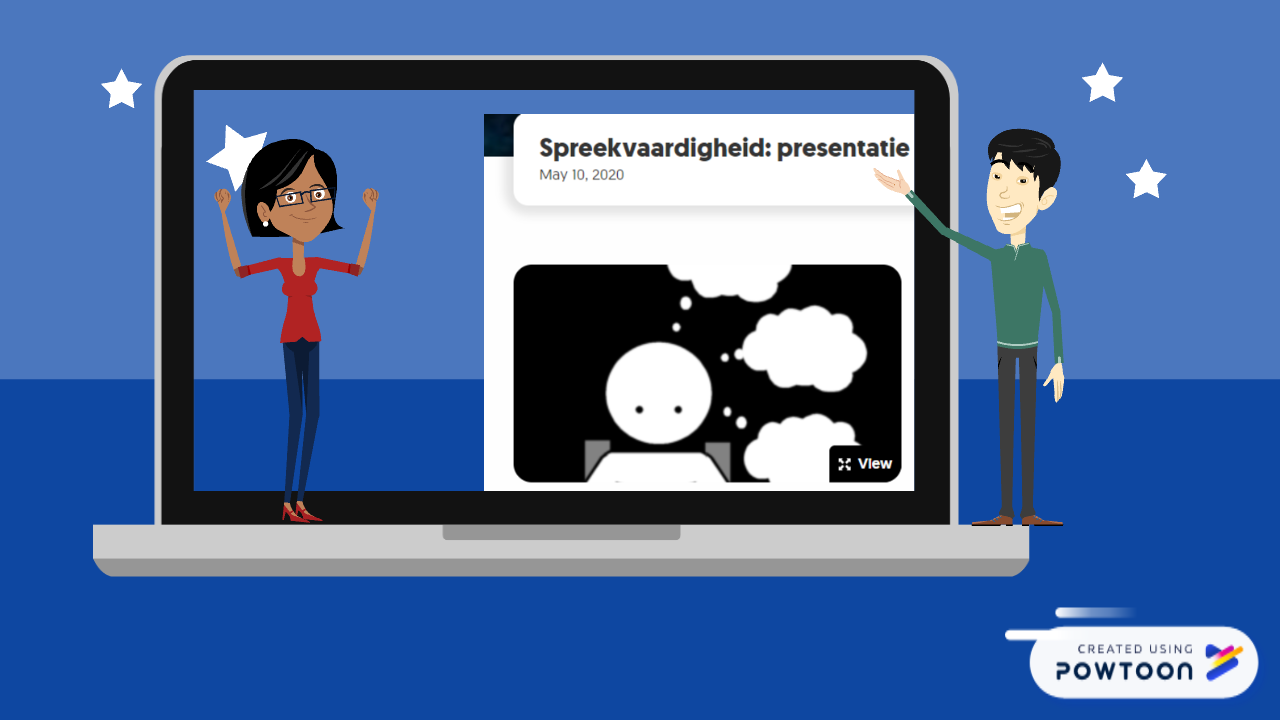 Spreekvaardigheid: presentatie
May 10, 2020
View
CREATED USING
POWTOON